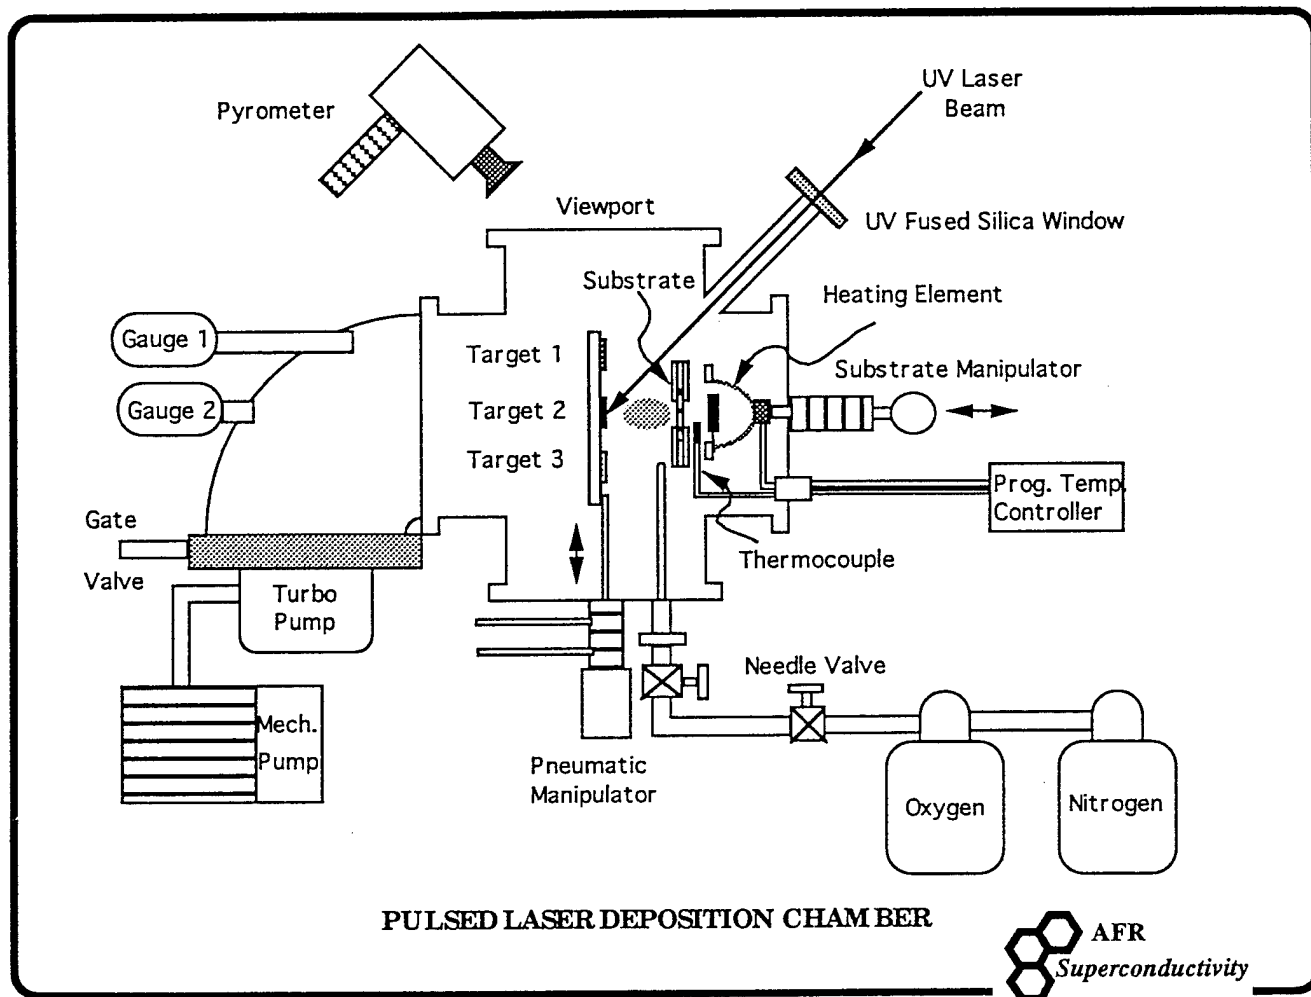 UV Laser
Beam
Pyrometer
Viewport
UV Fused Silica Window
Substrate
Heating Element
Gauge 1
Target 1
Substrate Manipulator
Gauge 2
Target 2
Target 3
Prog. Temp.
Controller
Gate
Valve
Thermocouple
Turbo
Pump
Needle Valve
Mech.
Pump
Pneumatic
Manipulator
Oxygen
Nitrogen
PULSED LASER DEPOSITION CHAMBER
AFR
Superconductivity